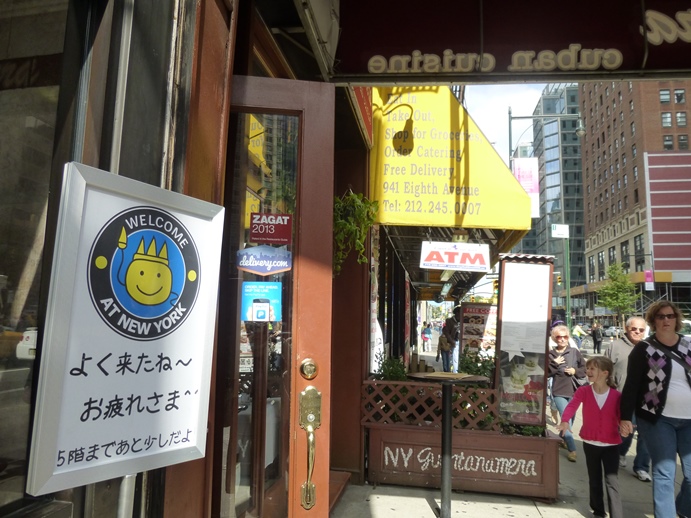 WELCOME
AT NEW YORK
よく来たね～
お疲れさま～
5階まであと少しだよ
cuban cuisine
ZAGAT
2013
delivery.com
Take Out,
Shop for Groceries,
Order Catering
Free Delivery
941 Eighth Avenue
Tel: 212.245.0007
ATM
NY Guantanamera